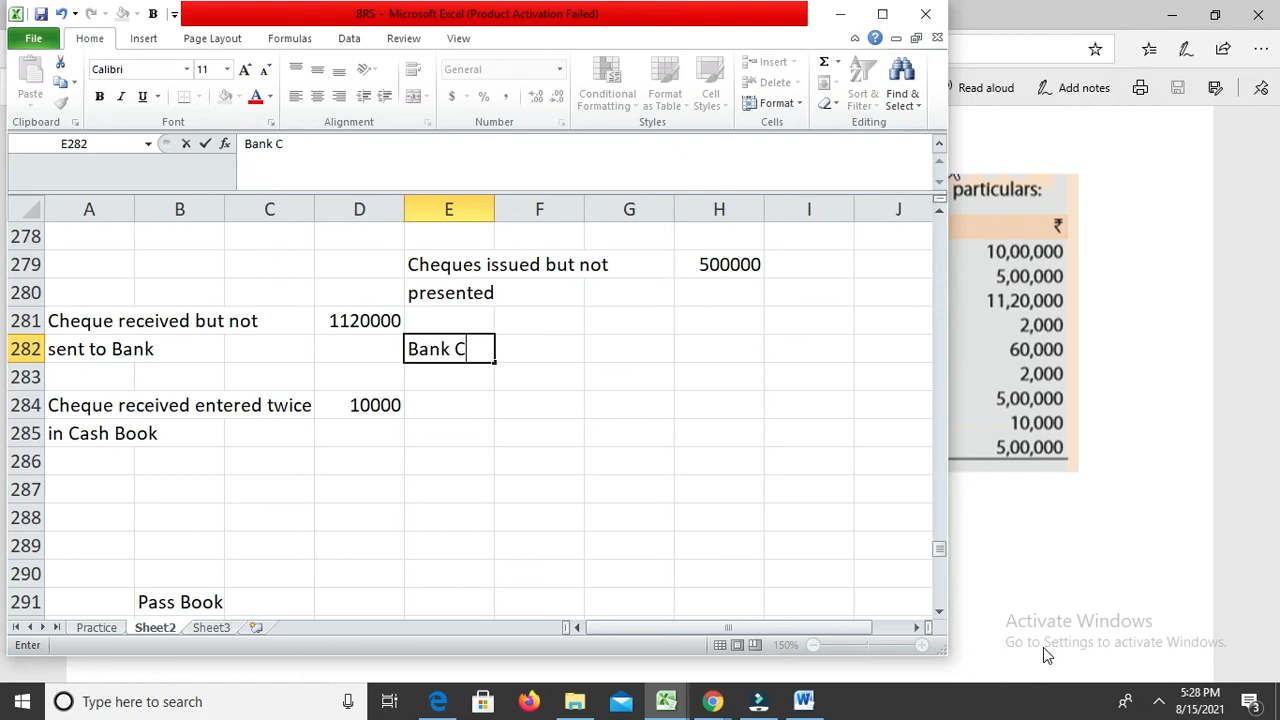 BRS - Microsoft Excel (Product Activation Failed)
File Home Insert Page Layout Formulas Data Review View
Paste
Clipboard
Calibri 11
B I U
Font
Alignment
General
$ % ,
Number
Conditional Formatting
Format as Table
Cell Styles
Styles
Insert
Delete
Format
Cells
Sort & Filter
Find & Select
Editing
E282
fx
Bank C
A B C D E F G H I J
278
279 Cheques issued but not 500000
280 presented
281 Cheque received but not 1120000
282 sent to Bank Bank C
283
284 Cheque received entered twice 10000
285 in Cash Book
286
287
288
289
290
291 Pass Book
Practice Sheet2 Sheet3
Enter
150%
Read aloud
Add notes
particulars:
₹
10,00,000
5,00,000
11,20,000
2,000
60,000
2,000
5,00,000
10,000
5,00,000
Activate Windows
Go to Settings to activate Windows.
Type here to search
5:28 PM
8/15/2021
3